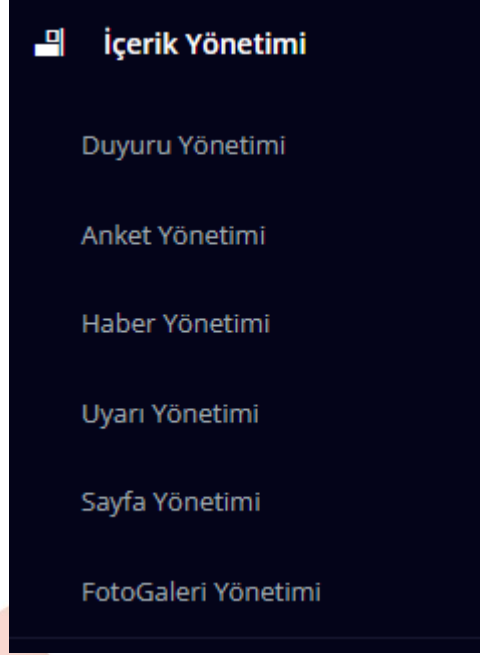 İçerik Yönetimi
Duyuru Yönetimi
Anket Yönetimi
Haber Yönetimi
Uyarı Yönetimi
Sayfa Yönetimi
FotoGaleri Yönetimi